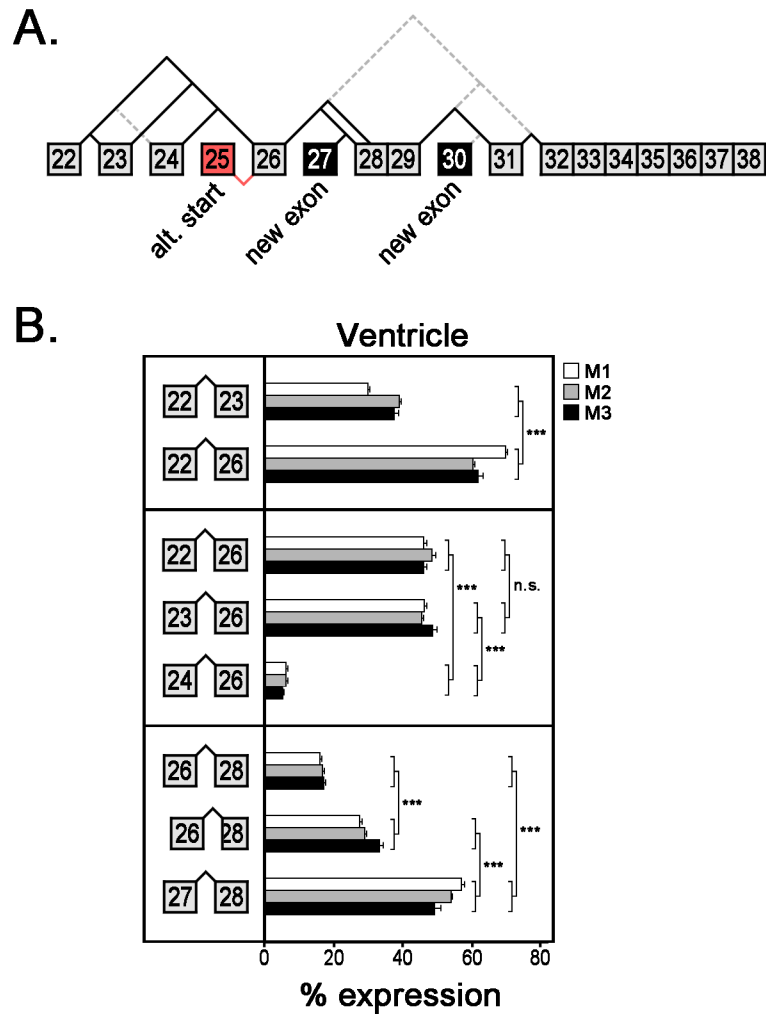 A.
22 23 24 25 26 27 28 29 30 31 32 33 34 35 36 37 38
alt. start
new exon
new exon
B.
Ventricle
M1
M2
M3
22 23
22 26
***
22 26
23 26
24 26
***
***
n.s.
26 28
26 28
27 28
***
***
***
0 20 40 60 80
% expression